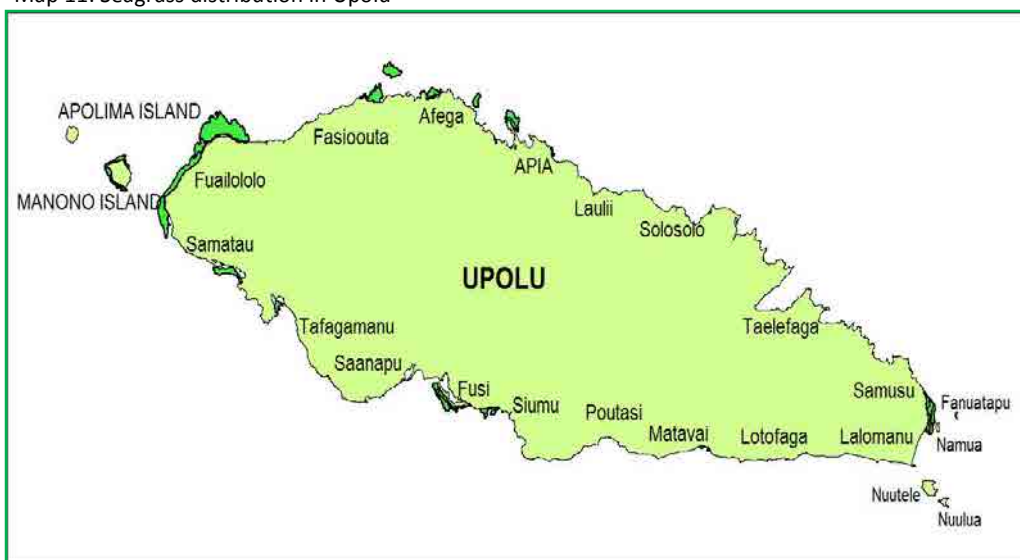 Map 11: Seagrass distribution in Upolu
APOLIMA ISLAND
Afega
Fasioouta
APIA
Fuailololo
MANONO ISLAND
Laulii
Solosolo
Samatau
UPOLU
Tafagamanu
Taelefaga
Saanapu
Fusi
Samusu
Siumu
Poutasi
Fanuatapu
Matavai
Lotofaga
Lalomanu
Namua
Nuutele
Nuulua